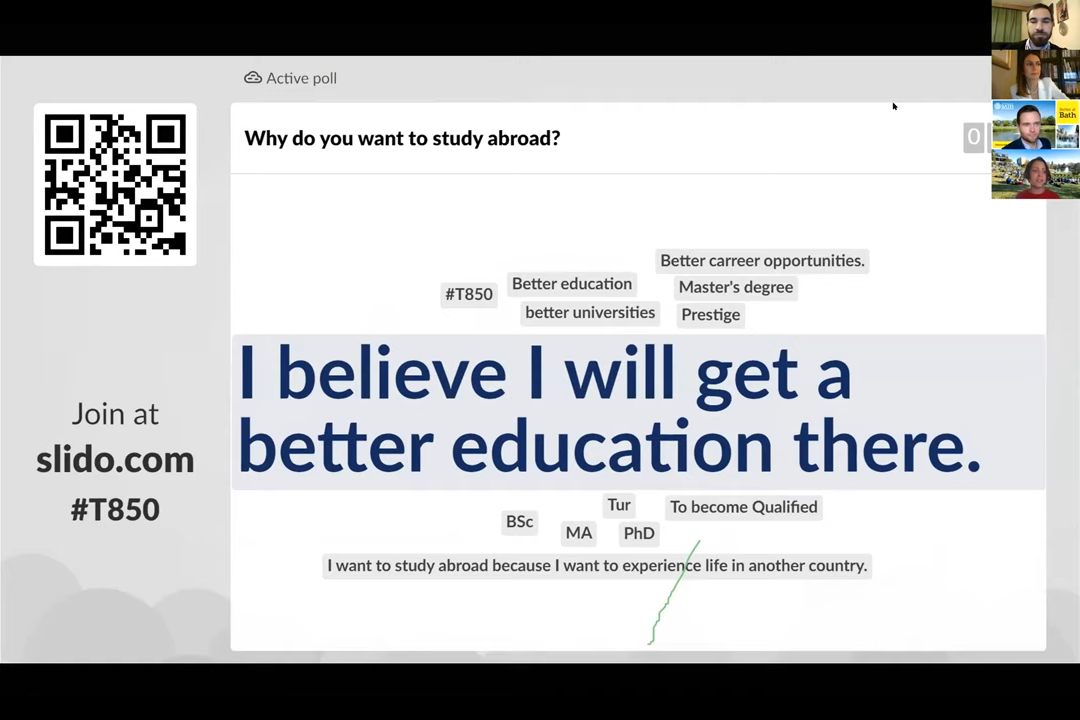 Active poll
Why do you want to study abroad?
0
Better carreer opportunities.
Better education
Master's degree
#T850
better universities
Prestige
I believe I will get a
better education there.
Tur
To become Qualified
BSc
MA
PhD
I want to study abroad because I want to experience life in another country.
Join at
slido.com
#T850
Bath